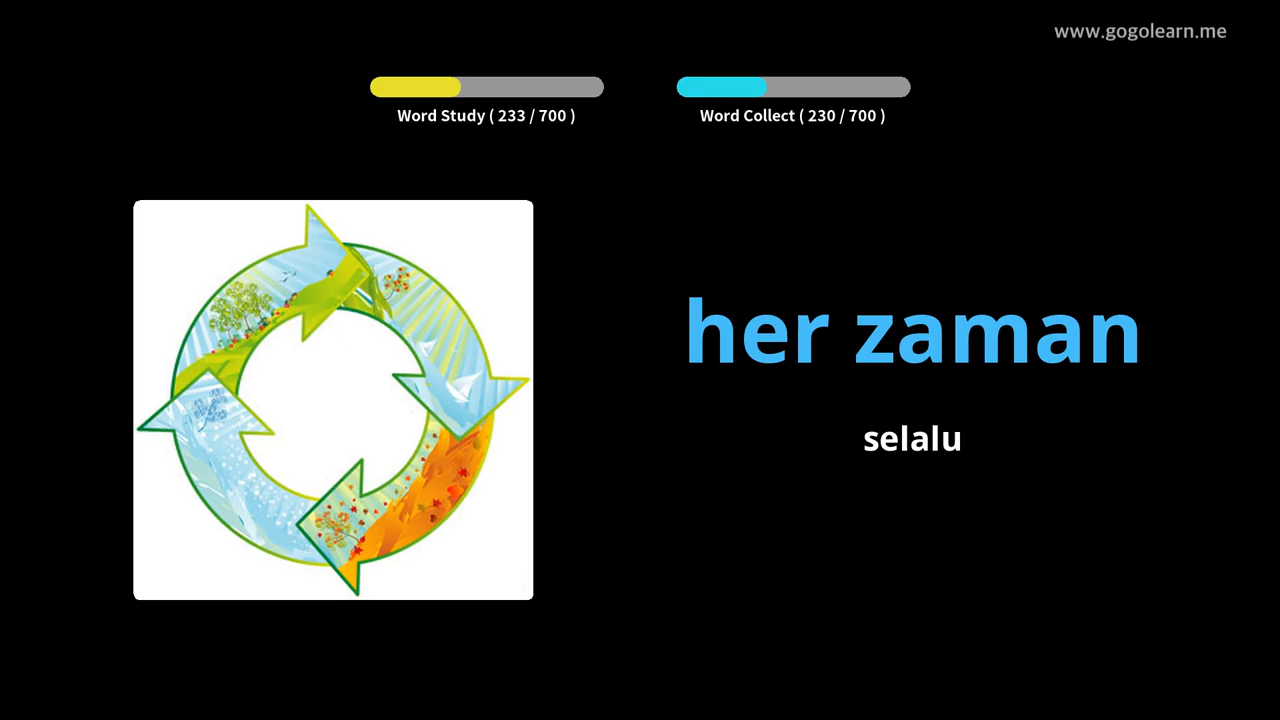 www.gogolearn.me
Word Study ( 233 / 700 )
Word Collect ( 230 / 700 )
her zaman
selalu